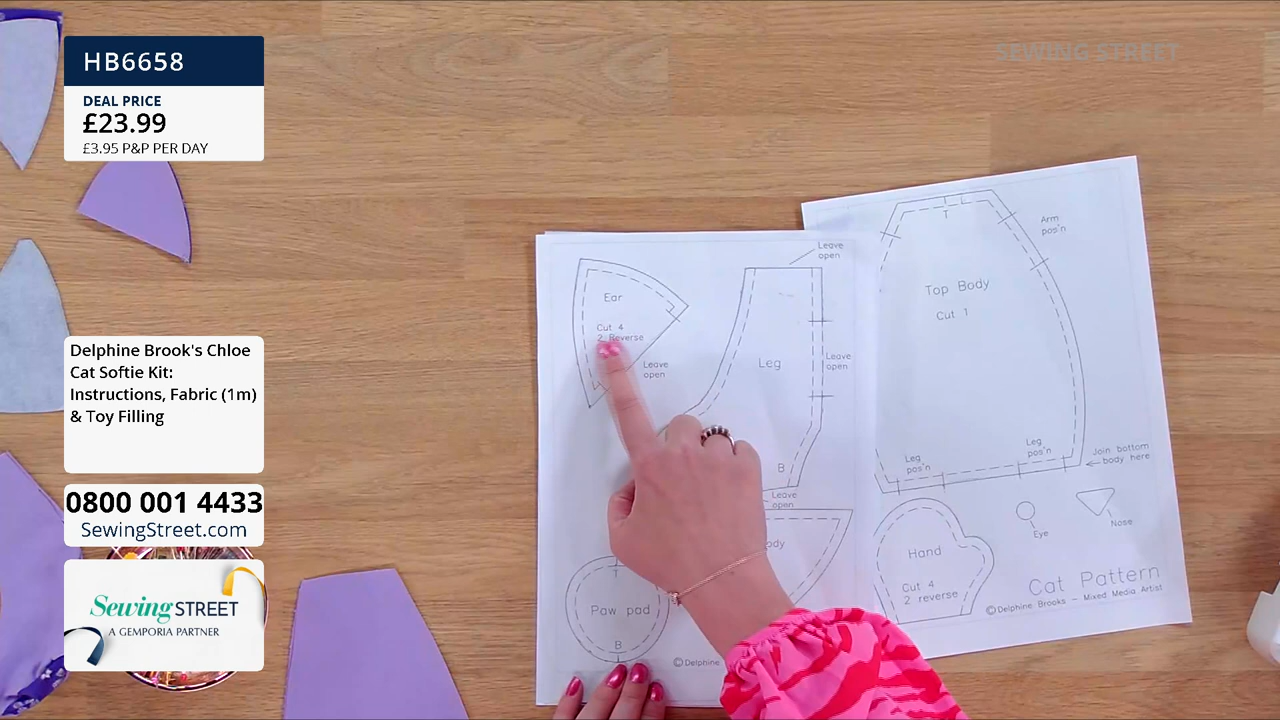 HB6658
DEAL PRICE
£23.99
£3.95 P&P PER DAY
Delphine Brook's Chloe
Cat Softie Kit:
Instructions, Fabric (1m)
& Toy Filling
0800 001 4433
SewingStreet.com
Sewing STREET
A GEMPORIA PARTNER
SEWING STREET
Ear
Cut 4
2 Reverse
Leave
open
Leave
open
Leg
Leave
open
B
Leave
open
ody
T
Paw pad
B
©Delphine
T
Top Body
Cut 1
Arm
pos'n
Leg
pos'n
Leg
pos'n
Join bottom
body here
Hand
Cut 4
2 reverse
Eye
Nose
Cat Pattern
©Delphine Brooks - Mixed Media Artist